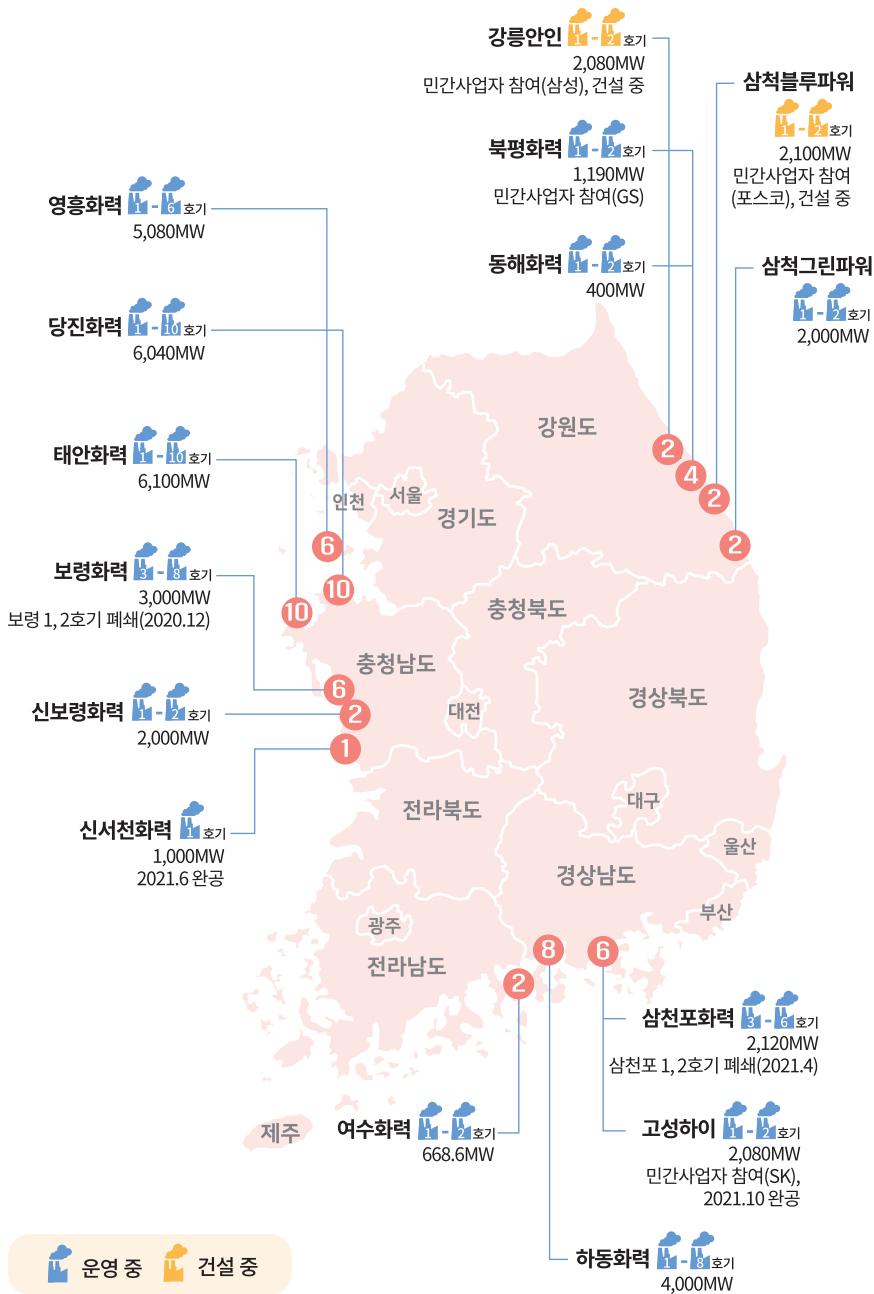 강릉안인 1 - 2 호기
2,080MW
민간사업자 참여(삼성), 건설 중
삼척블루파워
1 - 2 호기
2,100MW
민간사업자 참여
(포스코), 건설 중
북평화력 1 - 2 호기
1,190MW
민간사업자 참여(GS)
동해화력 1 - 2 호기
400MW
삼척그린파워
1 - 2 호기
2,000MW
영흥화력 1 - 6 호기
5,080MW
당진화력 1 - 10 호기
6,040MW
태안화력 1 - 10 호기
6,100MW
보령화력 3 - 8 호기
3,000MW
보령 1, 2호기 폐쇄(2020.12)
신보령화력 1 - 2 호기
2,000MW
신서천화력 1 호기
1,000MW
2021.6 완공
강원도
2
4
2
2
서울
인천
경기도
6
10
10
충청북도
충청남도
6
2
1
대전
경상북도
전라북도
대구
울산
경상남도
부산
광주
전라남도
8
6
2
제주
삼천포화력 3 - 6 호기
2,120MW
삼천포 1, 2호기 폐쇄(2021.4)
여수화력 1 - 2 호기
668.6MW
고성하이 1 - 2 호기
2,080MW
민간사업자 참여(SK),
2021.10 완공
하동화력 1 - 8 호기
4,000MW
운영 중
건설 중